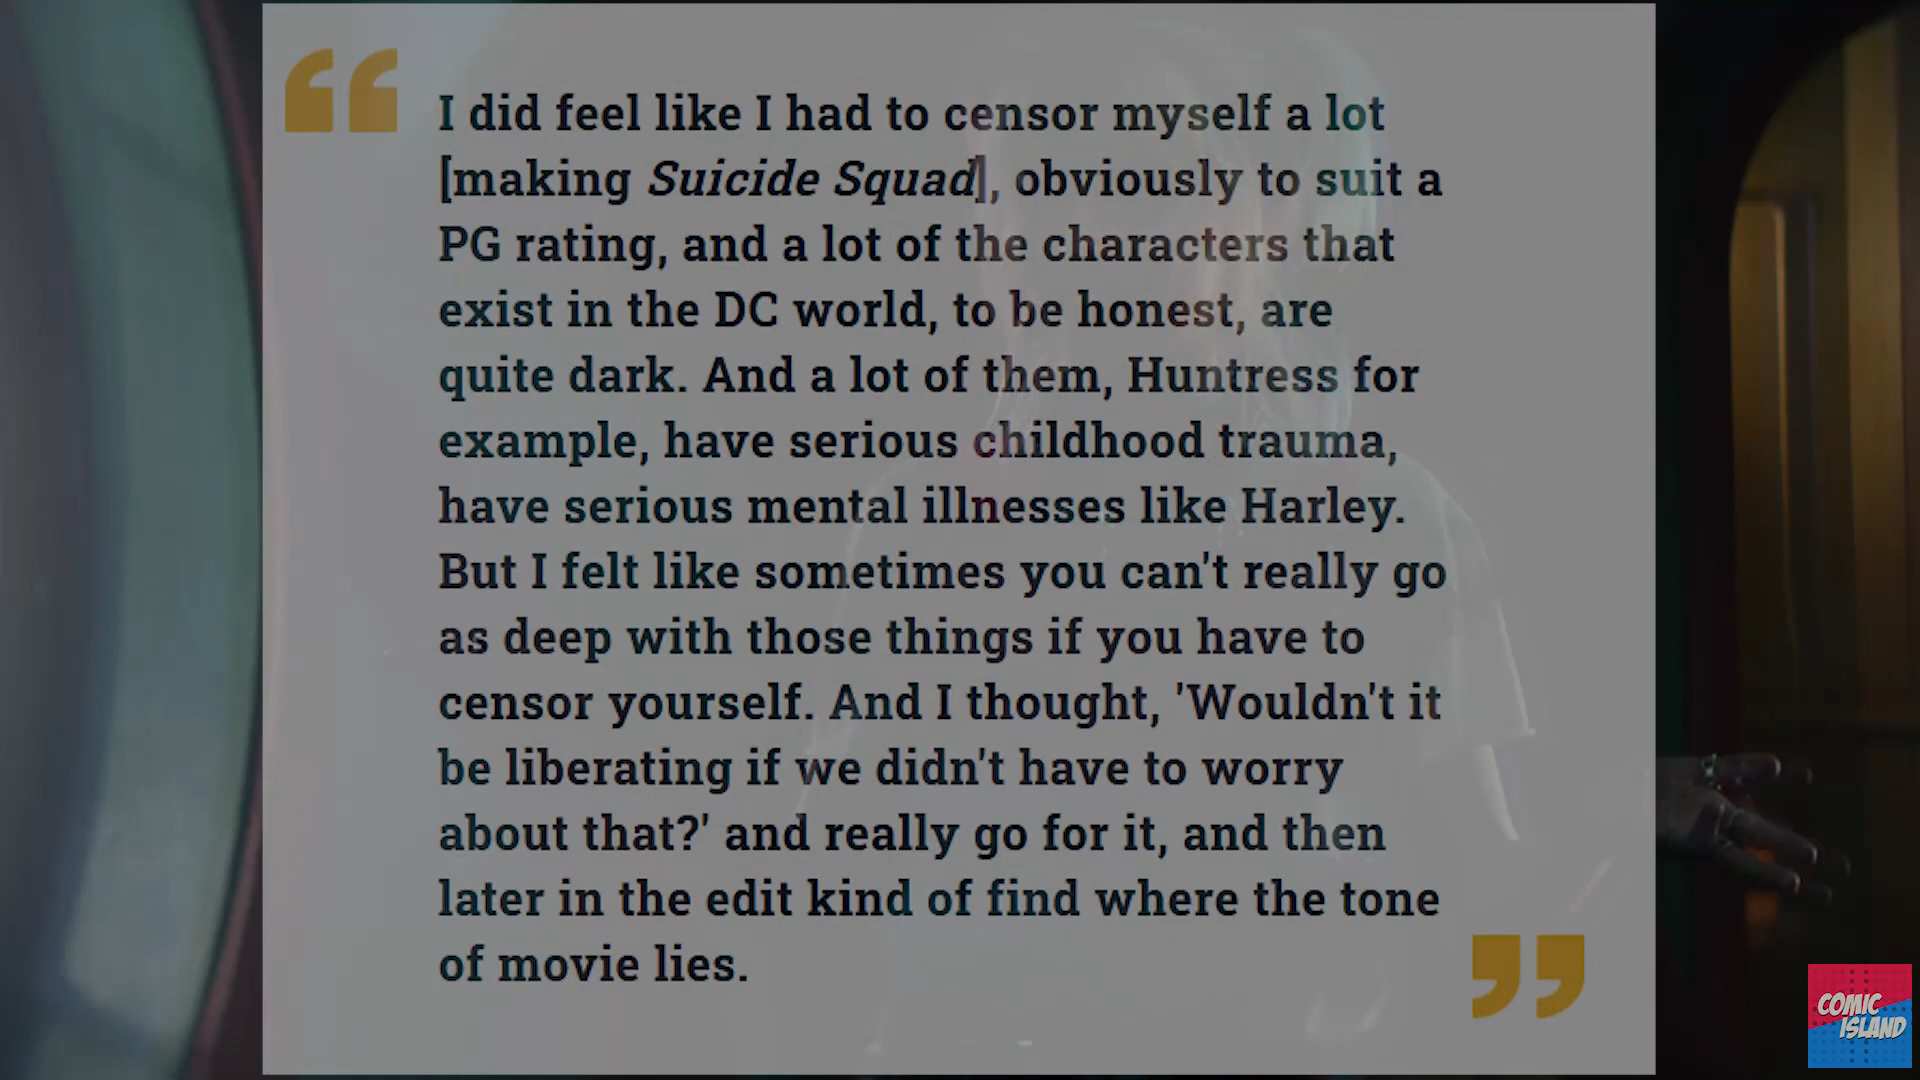 I did feel like I had to censor myself a lot
[making Suicide Squad], obviously to suit a
PG rating, and a lot of the characters that
exist in the DC world, to be honest, are
quite dark. And a lot of them, Huntress for
example, have serious childhood trauma,
have serious mental illnesses like Harley.
But I felt like sometimes you can't really go
as deep with those things if you have to
censor yourself. And I thought, 'Wouldn't it
be liberating if we didn't have to worry
about that?' and really go for it, and then
later in the edit kind of find where the tone
of movie lies.
COMIC
ISLAND